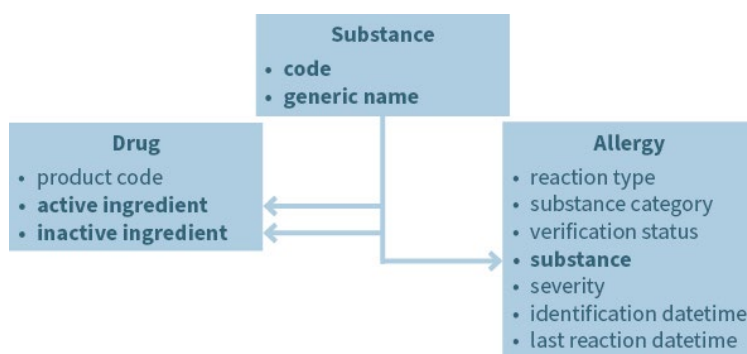 Substance
• code
• generic name
Drug
• product code
• active ingredient
• inactive ingredient
Allergy
• reaction type
• substance category
• verification status
• substance
• severity
• identification datetime
• last reaction datetime